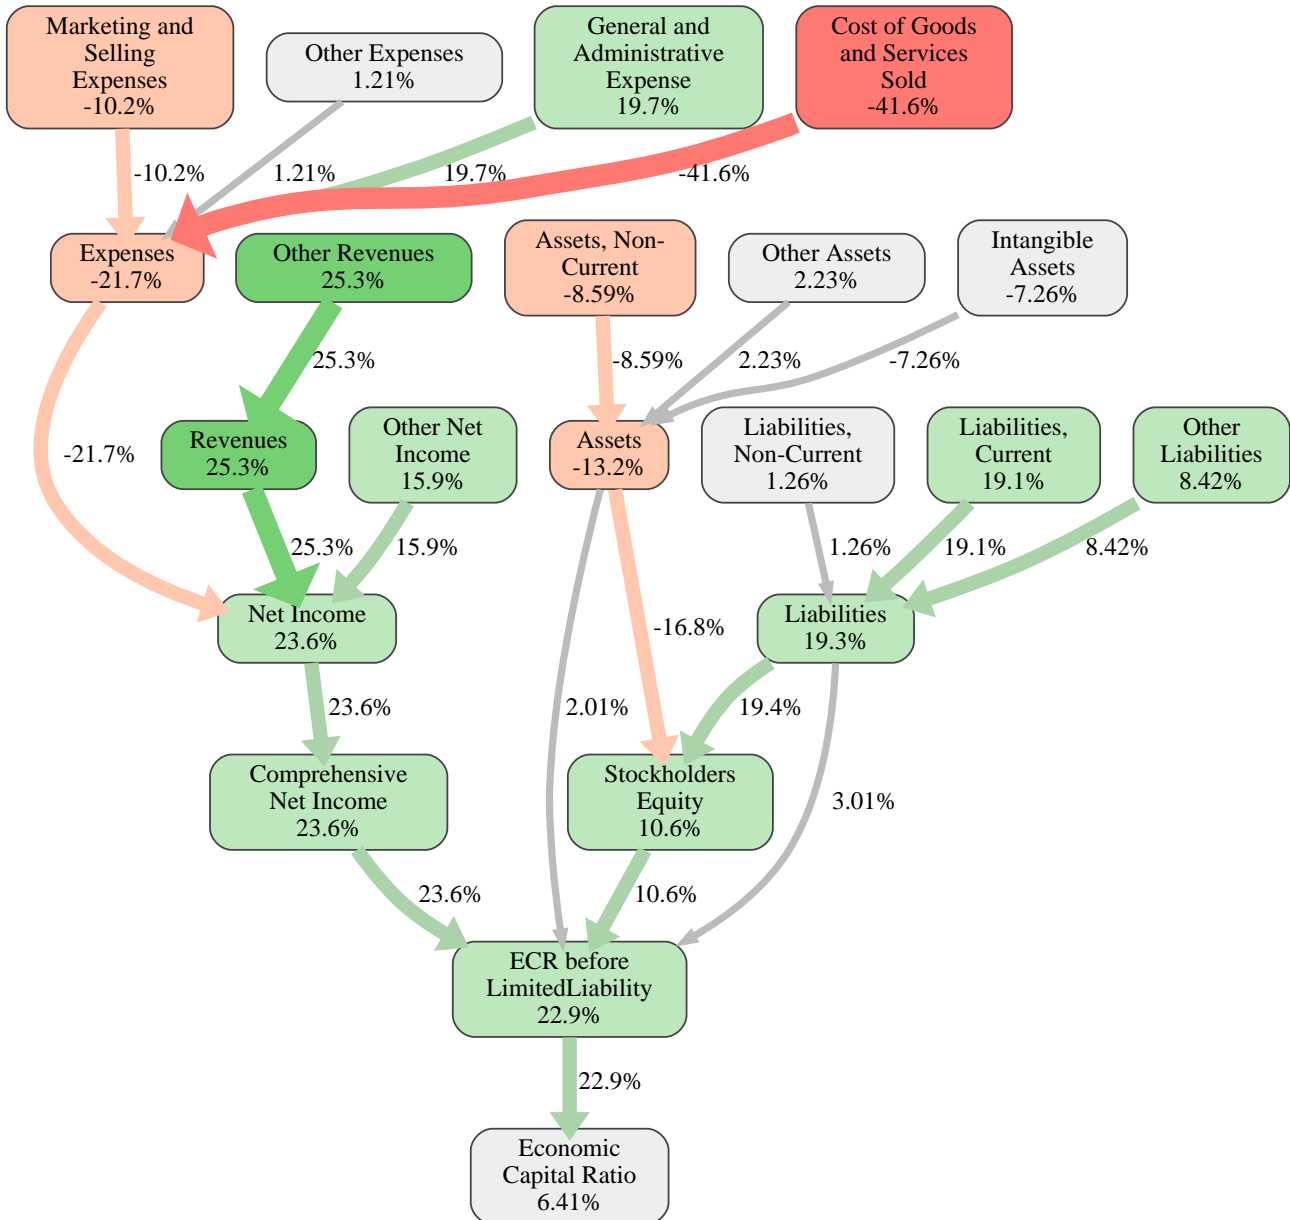 Marketing and
Selling
Expenses
-10.2%
Other Expenses
1.21%
General and
Administrative
Expense
19.7%
Cost of Goods
and Services
Sold
-41.6%
-10.2%
1.21%
19.7%
-41.6%
Expenses
-21.7%
Other Revenues
25.3%
Assets, Non-
Current
-8.59%
Other Assets
2.23%
Intangible
Assets
-7.26%
25.3%
-8.59%
2.23%
-7.26%
-21.7%
Revenues
25.3%
Other Net
Income
15.9%
Assets
-13.2%
Liabilities,
Non-Current
1.26%
Liabilities,
Current
19.1%
Other
Liabilities
8.42%
25.3%
15.9%
1.26%
19.1%
8.42%
Net Income
23.6%
-16.8%
Liabilities
19.3%
23.6%
2.01%
19.4%
Comprehensive
Net Income
23.6%
Stockholders
Equity
10.6%
3.01%
23.6%
10.6%
ECR before
LimitedLiability
22.9%
22.9%
Economic
Capital Ratio
6.41%